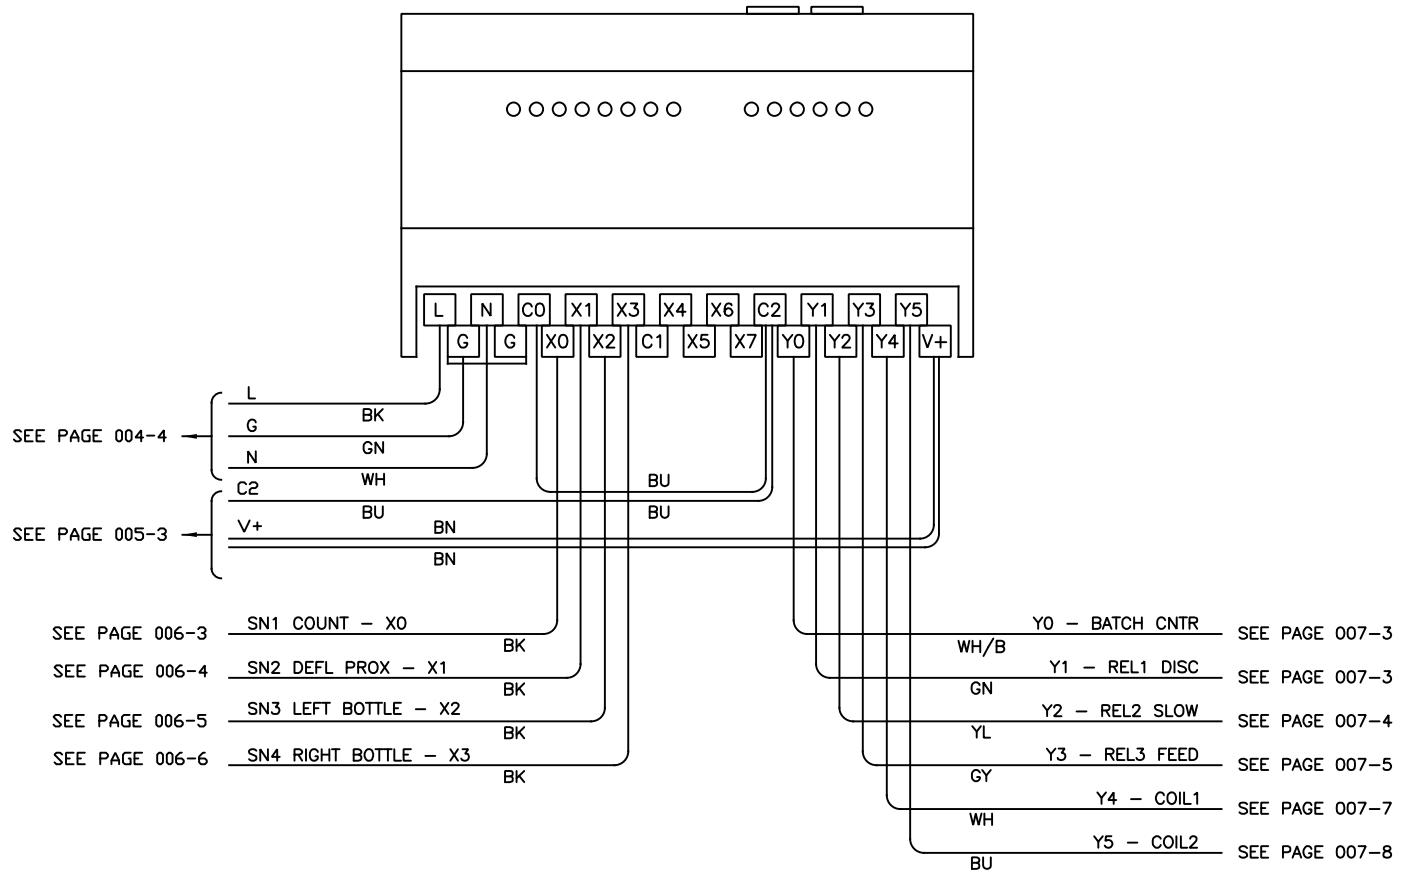 L N C0 X1 X3 X4 X6 C2 Y1 Y3 Y5
G G X0 X2 C1 X5 X7 Y0 Y2 Y4 V+
L
BK
SEE PAGE 004-4
G
GN
N
WH
C2
BU
BU
BU
SEE PAGE 005-3
V+
BN
BN
SEE PAGE 006-3
SN1 COUNT - X0
BK
SEE PAGE 006-4
SN2 DEFL PROX - X1
BK
SEE PAGE 006-5
SN3 LEFT BOTTLE - X2
BK
SEE PAGE 006-6
SN4 RIGHT BOTTLE - X3
BK
Y0 - BATCH CNTR
WH/B
SEE PAGE 007-3
Y1 - REL1 DISC
GN
SEE PAGE 007-3
Y2 - REL2 SLOW
YL
SEE PAGE 007-4
Y3 - REL3 FEED
GY
SEE PAGE 007-5
Y4 - COIL1
WH
SEE PAGE 007-7
Y5 - COIL2
BU
SEE PAGE 007-8